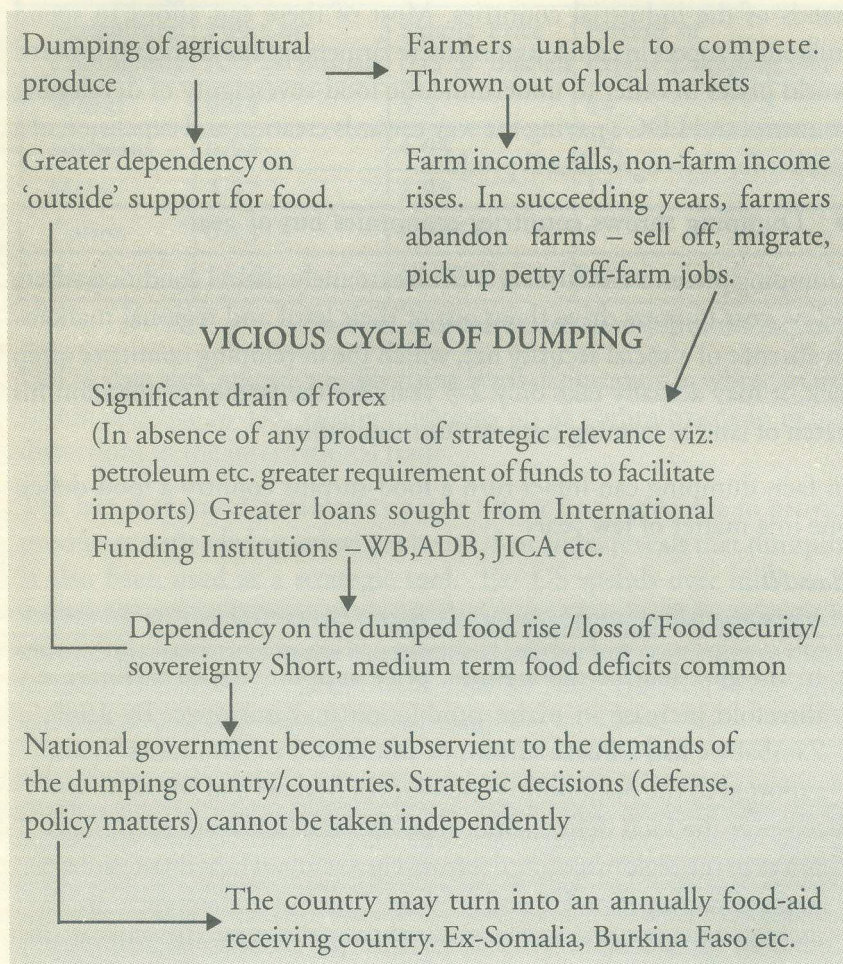 Dumping of agricultural
produce
Farmers unable to compete.
Thrown out of local markets
Greater dependency on
‘outside’ support for food.
Farm income falls, non-farm income
rises. In succeeding years, farmers
abandon farms – sell off, migrate,
pick up petty off-farm jobs.
VICIOUS CYCLE OF DUMPING
Significant drain of forex
(In absence of any product of strategic relevance viz:
petroleum etc. greater requirement of funds to facilitate
imports) Greater loans sought from International
Funding Institutions –WB,ADB, JICA etc.
Dependency on the dumped food rise / loss of Food security/
sovereignty Short, medium term food deficits common
National government become subservient to the demands of
the dumping country/countries. Strategic decisions (defense,
policy matters) cannot be taken independently
The country may turn into an annually food-aid
receiving country. Ex-Somalia, Burkina Faso etc.